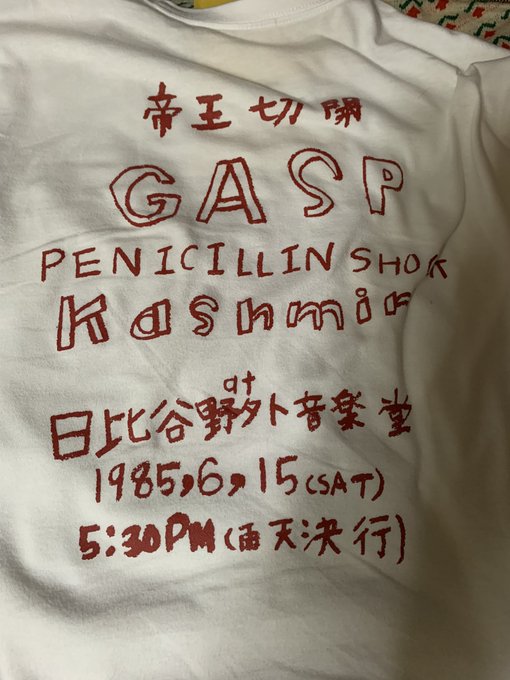 帝王切開
GASP
PENICILLIN SHOCK
Kashmir
at
日比谷野外音楽堂
1985,6,15(SAT)
5:30PM(雨天決行)